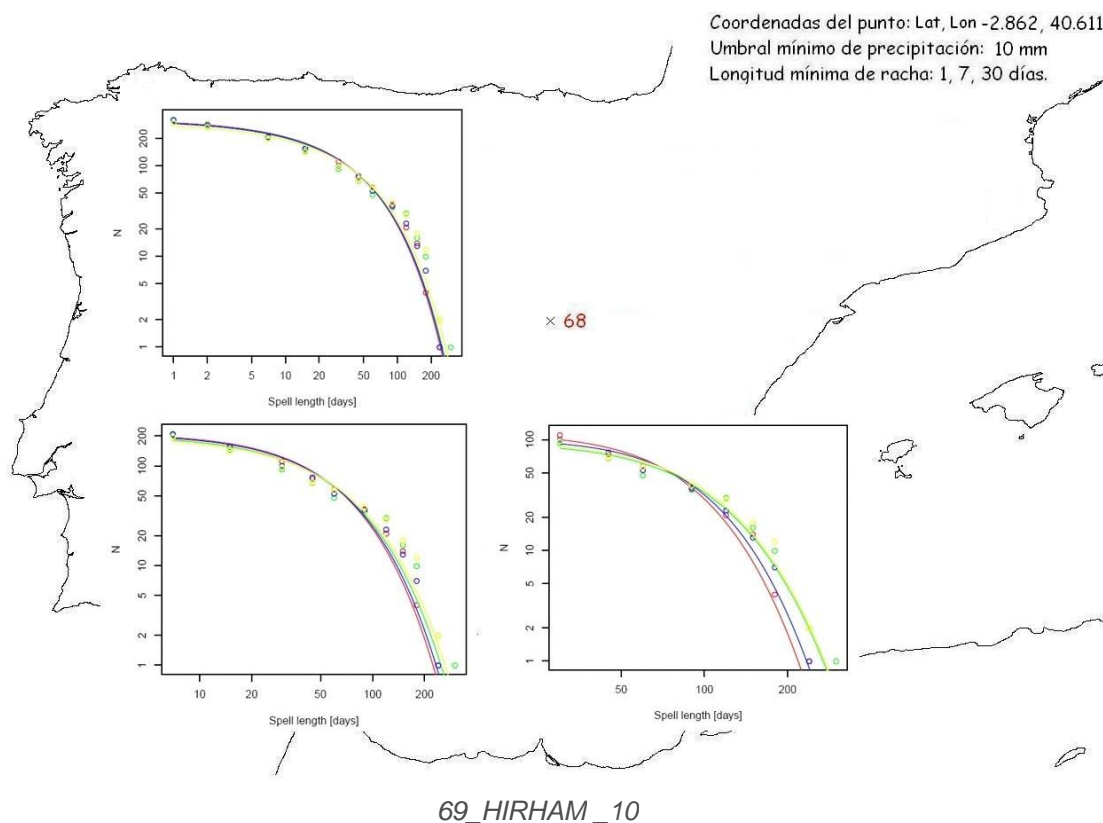 Coordenadas del punto: Lat, Lon -2.862, 40.611
Umbral mínimo de precipitación: 10 mm
Longitud mínima de racha: 1, 7, 30 días.
200
100
50
20
10
5
2
1
N
1 2 5 10 20 50 100 200
Spell length [days]
× 68
200
100
50
20
10
5
2
1
N
10 20 50 100 200
Spell length [days]
100
50
20
10
5
2
1
N
50 100 200
Spell length [days]
69_HIRHAM _10